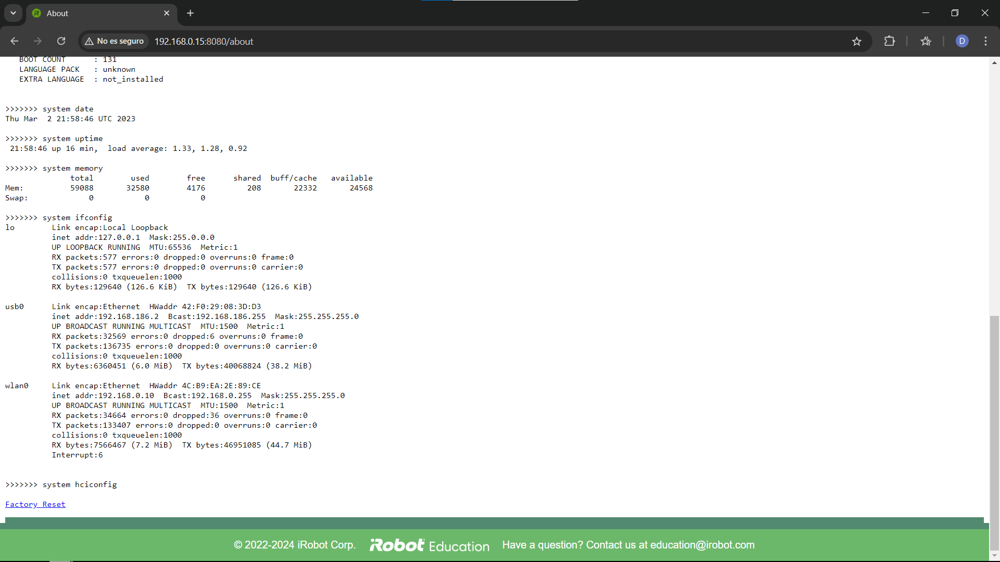 About
No es seguro
192.168.0.15:8080/about
D
BOOT COUNT      : 131
LANGUAGE PACK   : unknown
EXTRA LANGUAGE  : not_installed
>>>>>>> system date
Thu Mar  2 21:58:46 UTC 2023
>>>>>>> system uptime
21:58:46 up 16 min,  load average: 1.33, 1.28, 0.92
>>>>>>> system memory
total        used        free      shared  buff/cache   available
Mem:          59088       32580        4176         208       22332       24568
Swap:             0           0           0
>>>>>>> system ifconfig
lo        Link encap:Local Loopback
inet addr:127.0.0.1  Mask:255.0.0.0
UP LOOPBACK RUNNING  MTU:65536  Metric:1
RX packets:577 errors:0 dropped:0 overruns:0 frame:0
TX packets:577 errors:0 dropped:0 overruns:0 carrier:0
collisions:0 txqueuelen:1000
RX bytes:129640 (126.6 KiB)  TX bytes:129640 (126.6 KiB)
usb0      Link encap:Ethernet  HWaddr 42:F0:29:08:3D:D3
inet addr:192.168.186.2  Bcast:192.168.186.255  Mask:255.255.255.0
UP BROADCAST RUNNING MULTICAST  MTU:1500  Metric:1
RX packets:32569 errors:0 dropped:6 overruns:0 frame:0
TX packets:136735 errors:0 dropped:0 overruns:0 carrier:0
collisions:0 txqueuelen:1000
RX bytes:6360451 (6.0 MiB)  TX bytes:40068824 (38.2 MiB)
wlan0     Link encap:Ethernet  HWaddr 4C:B9:EA:2E:89:CE
inet addr:192.168.0.10  Bcast:192.168.0.255  Mask:255.255.255.0
UP BROADCAST RUNNING MULTICAST  MTU:1500  Metric:1
RX packets:34664 errors:0 dropped:36 overruns:0 frame:0
TX packets:133407 errors:0 dropped:0 overruns:0 carrier:0
collisions:0 txqueuelen:1000
RX bytes:7566467 (7.2 MiB)  TX bytes:46951085 (44.7 MiB)
Interrupt:6
>>>>>>> system hciconfig
Factory Reset
© 2022-2024 iRobot Corp. iRobot Education Have a question? Contact us at education@irobot.com